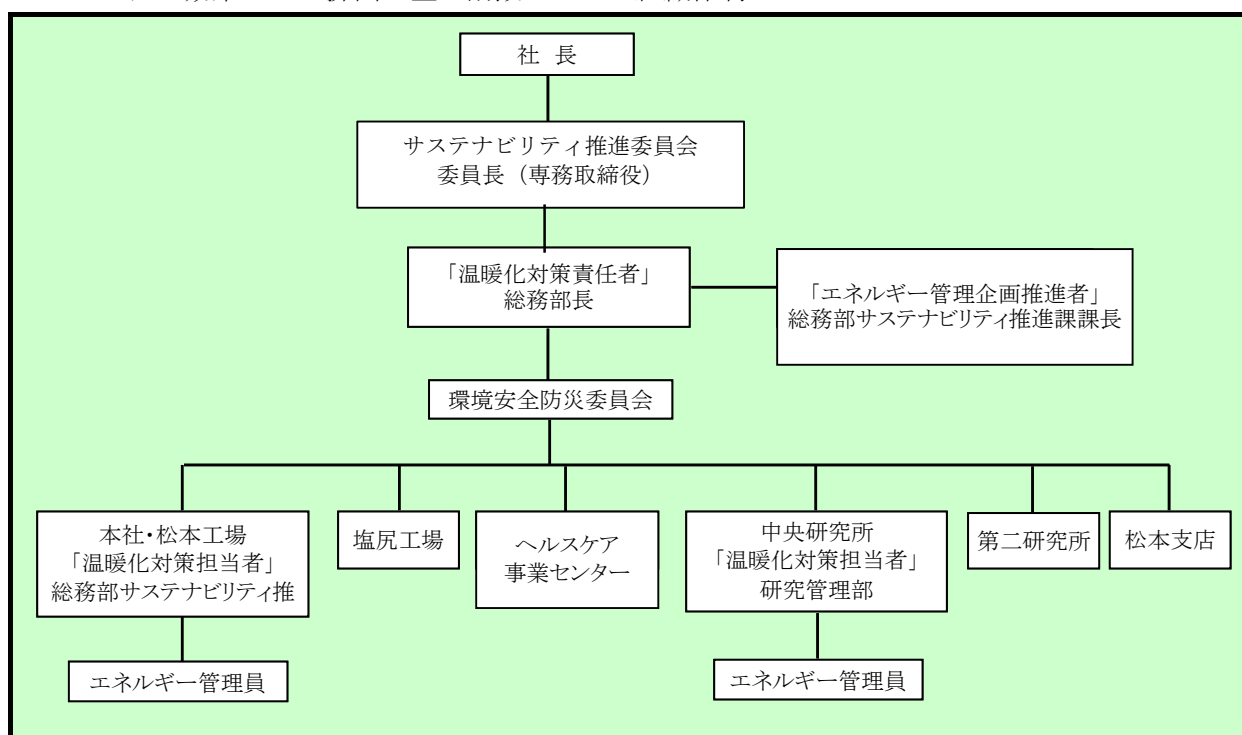 社 長
サステナビリティ推進委員会
委員長（専務取締役）
「温暖化対策責任者」
総務部長
「エネルギー管理企画推進者」
総務部サステナビリティ推進課課長
環境安全防災委員会
本社・松本工場
「温暖化対策担当者」
総務部サステナビリティ推
塩尻工場
ヘルスケア
事業センター
中央研究所
「温暖化対策担当者」
研究管理部
第二研究所
松本支店
エネルギー管理員
エネルギー管理員